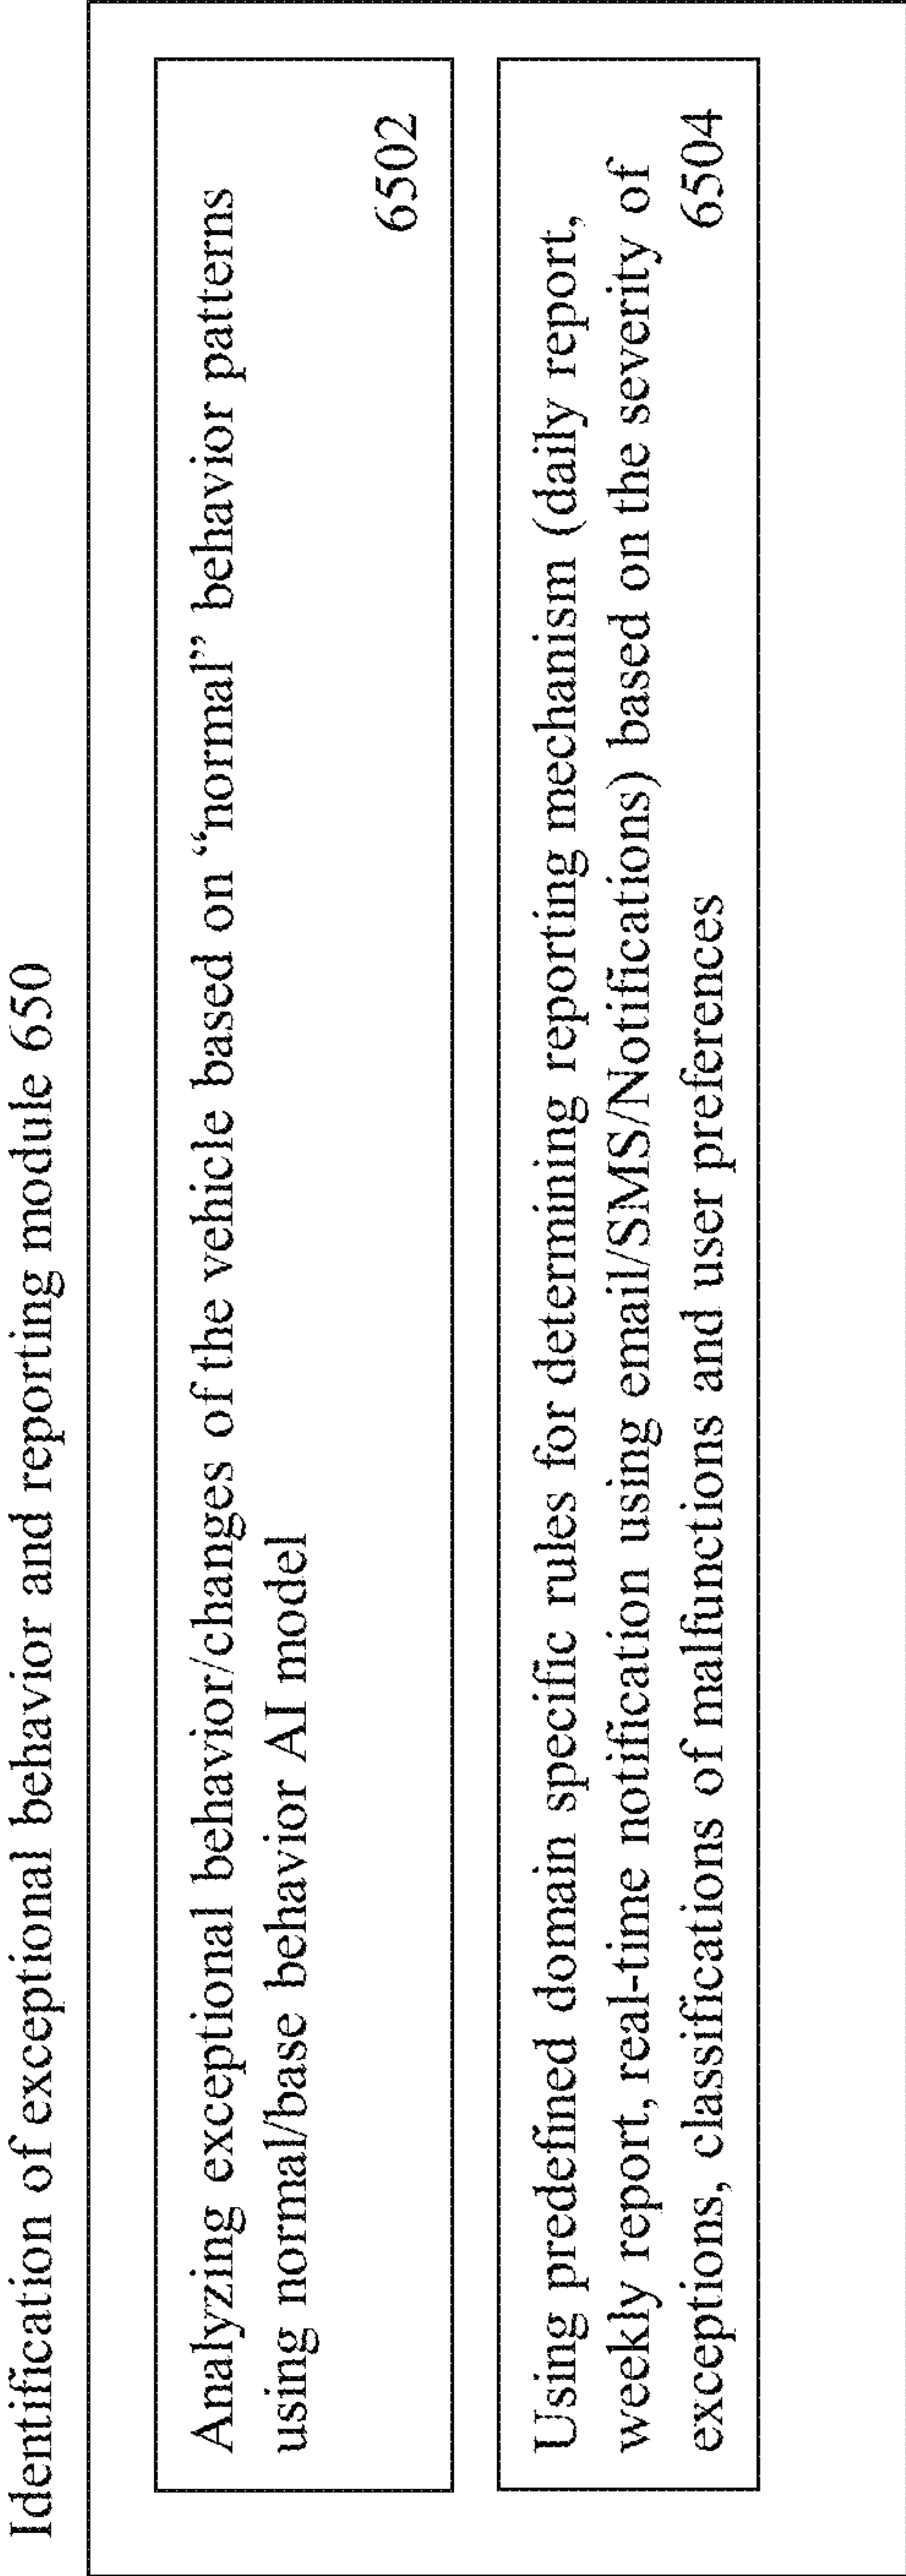 Identification of exceptional behavior and reporting module 650
Analyzing exceptional behavior/changes of the vehicle based on “normal” behavior patterns
using normal/base behavior AI model
6502
Using predefined domain specific rules for determining reporting mechanism (daily report,
weekly report, real-time notification using email/SMS/Notifications) based on the severity of
exceptions, classifications of malfunctions and user preferences 6504